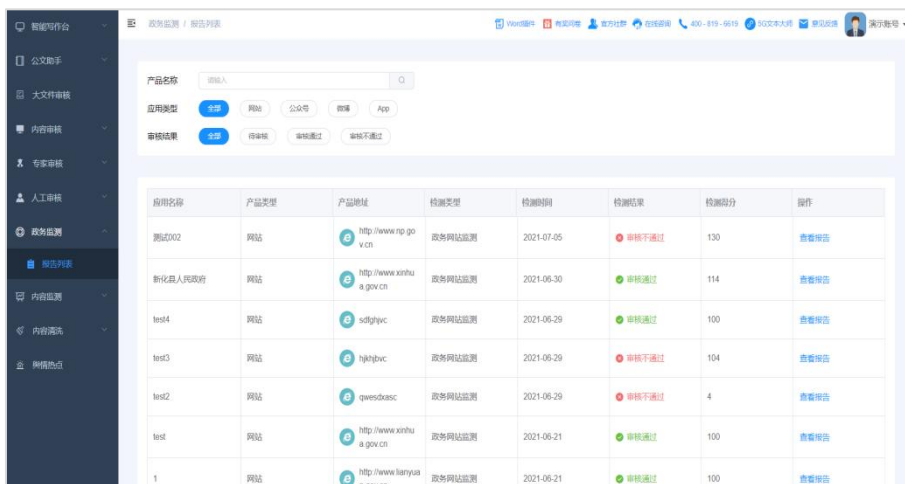 智能写作台
公文助手
大文件审核
内容审核
专家审核
人工审核
政务监测
报告列表
内容监测
内容清洗
舆情热点
政务监测 / 报告列表
Word插件 有奖问卷 官方社群 在线咨询 400-819-6619 5G文本大师 意见反馈 演示账号
产品名称 请输入
应用类型 全部 网站 公众号 微博 App
审核结果 全部 待审核 审核通过 审核不通过
应用名称 产品类型 产品地址 检测类型 检测时间 检测结果 检测得分 操作
测试002 网站 http://www.np.go 政务网站监测 2021-07-05 审核不通过 130 查看报告
v.cn
新化县人民政府 网站 http://www.xinhu 政务网站监测 2021-06-30 审核通过 114 查看报告
a.gov.cn
test4 网站 sdfghjvc 政务网站监测 2021-06-29 审核通过 100 查看报告
test3 网站 hjkhjbvc 政务网站监测 2021-06-29 审核不通过 104 查看报告
test2 网站 qwesdxasc 政务网站监测 2021-06-29 审核不通过 4 查看报告
test 网站 http://www.xinhu 政务网站监测 2021-06-21 审核通过 100 查看报告
a.gov.cn
1 网站 http://www.lianyua 政务网站监测 2021-06-21 审核通过 100 查看报告